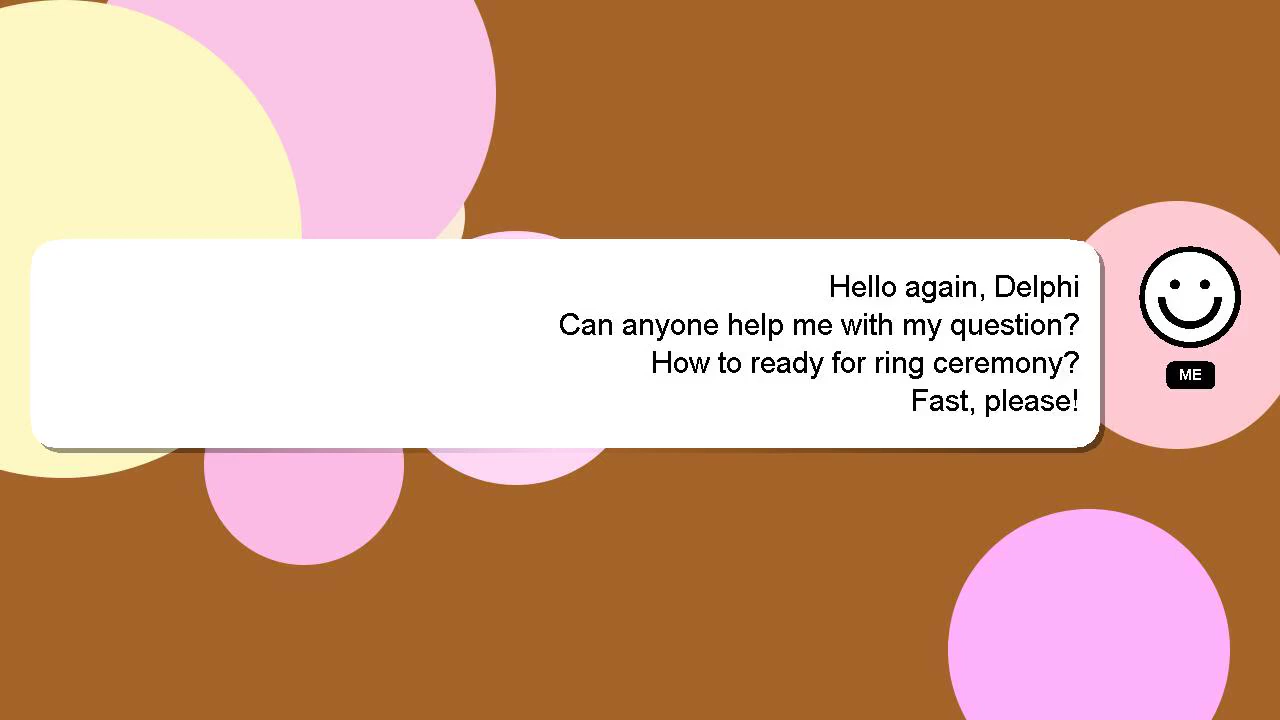 Hello again, Delphi
Can anyone help me with my question?
How to ready for ring ceremony?
Fast, please!
ME